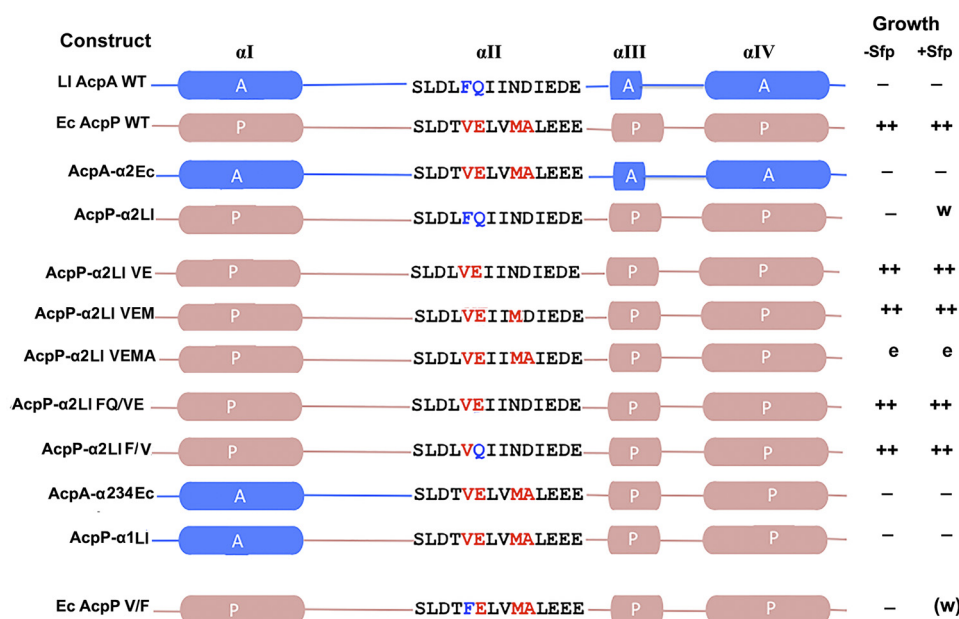 Growth
Construct αI αII αIII αIV -Sfp +Sfp
Ll AcpA WT A SLDLFQIINDIEDE A A – –
Ec AcpP WT P SLDTVELVMALEEE P P ++ ++
AcpA-α2Ec A SLDTVELVMALEEE A A – –
AcpP-α2Ll P SLDLFQIINDIEDE P P – w
AcpP-α2Ll VE P SLDLVEIINDIEDE P P ++ ++
AcpP-α2Ll VEM P SLDLVEIIMDIEDE P P ++ ++
AcpP-α2Ll VEMA P SLDLVEIIMAIEDE P P e e
AcpP-α2Ll FQ/VE P SLDLVEIINDIEDE P P ++ ++
AcpP-α2Ll F/V P SLDLVQIINDIEDE P P ++ ++
AcpA-α234Ec A SLDTVELVMALEEE P P – –
AcpP-α1Ll A SLDTVELVMALEEE P P – –
Ec AcpP V/F P SLDTFELVMALEEE P P – (w)